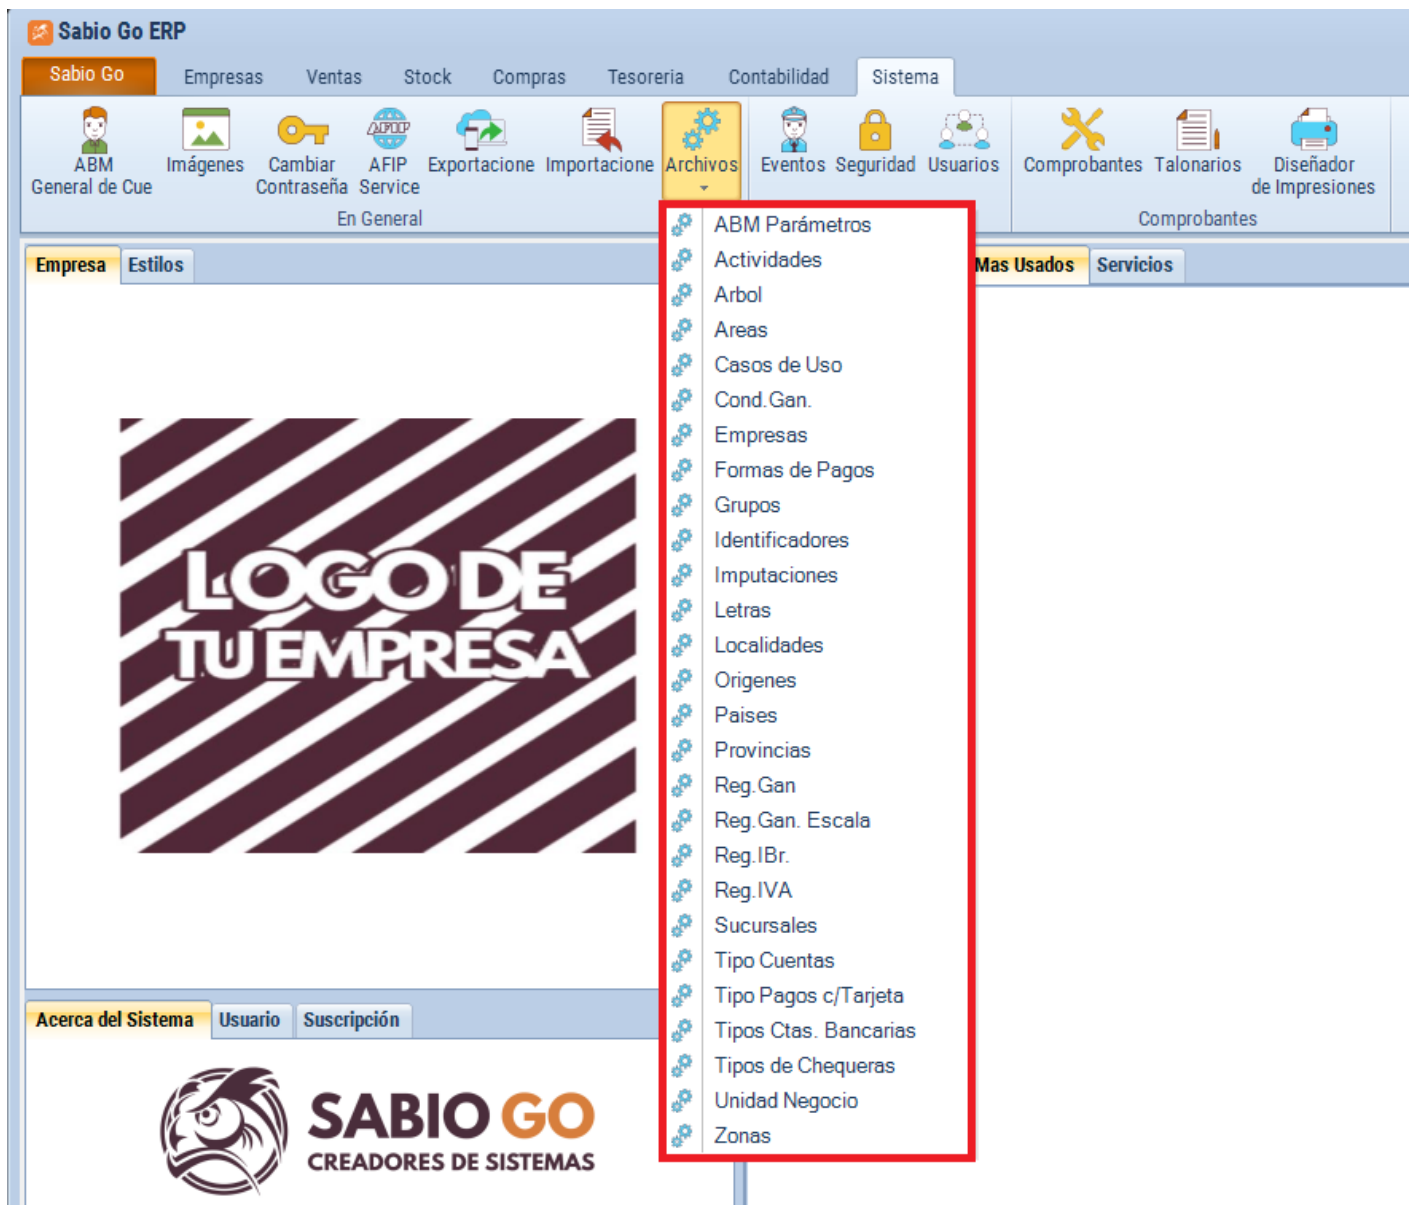 Sabio Go ERP
Sabio Go Empresas Ventas Stock Compras Tesoreria Contabilidad Sistema
ABM General de Cue
Imágenes
Cambiar Contraseña
AFIP
AFIP Service
Exportacione
Importacione
Archivos
Eventos
Seguridad
Usuarios
Comprobantes
Talonarios
Diseñador de Impresiones
En General
Comprobantes
Empresa Estilos
Mas Usados Servicios
ABM Parámetros
Actividades
Arbol
Areas
Casos de Uso
Cond.Gan.
Empresas
Formas de Pagos
Grupos
Identificadores
Imputaciones
Letras
Localidades
Origenes
Paises
Provincias
Reg.Gan
Reg.Gan. Escala
Reg.IBr.
Reg.IVA
Sucursales
Tipo Cuentas
Tipo Pagos c/Tarjeta
Tipos Ctas. Bancarias
Tipos de Chequeras
Unidad Negocio
Zonas
LOGO DE
TU EMPRESA
Acerca del Sistema Usuario Suscripción
SABIO GO
CREADORES DE SISTEMAS